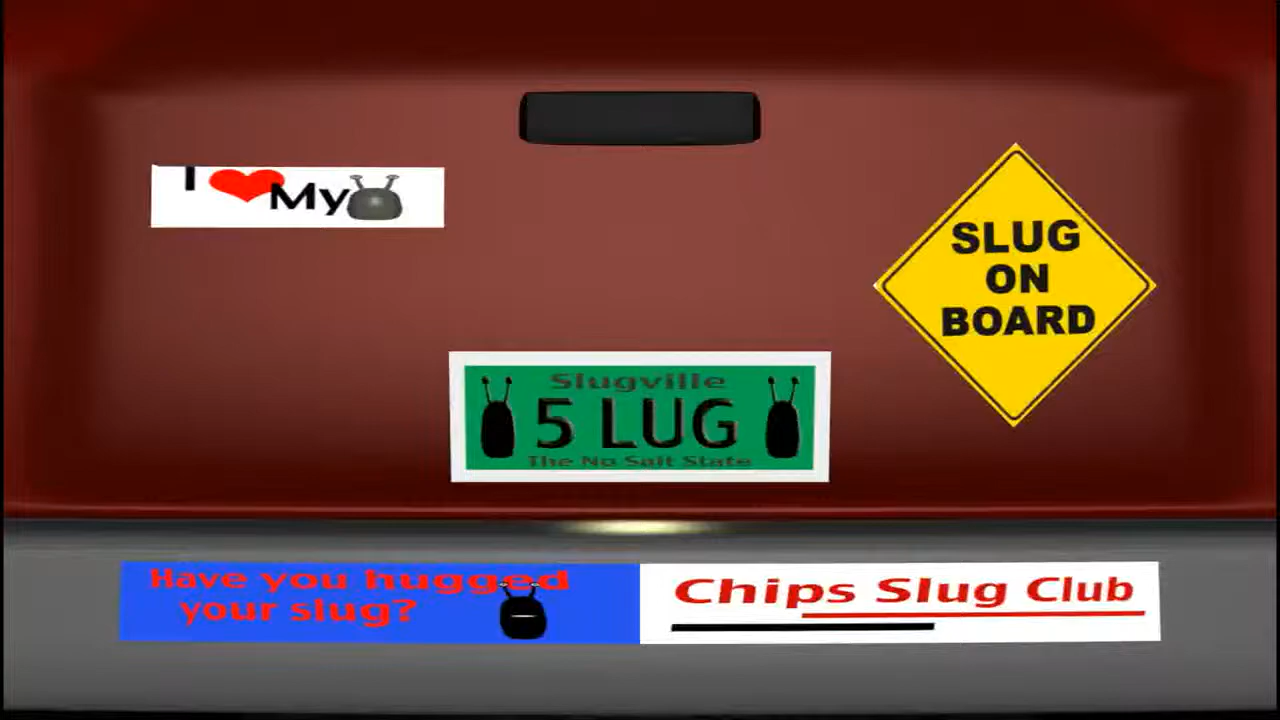 I My
SLUG
ON
BOARD
Slugville
5 LUG
The No Salt State
Have you hugged
your slug?
Chips Slug Club